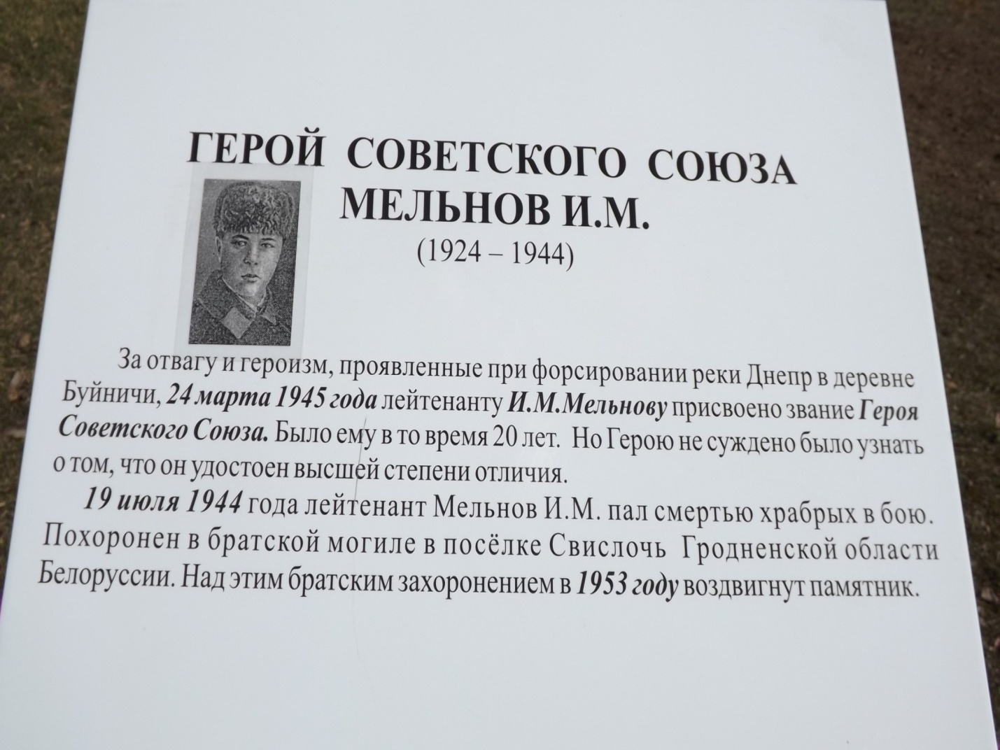 ГЕРОЙ СОВЕТСКОГО СОЮЗА
МЕЛЬНОВ И.М.
(1924 – 1944)
За отвагу и героизм, проявленные при форсировании реки Днепр в деревне
Буйничи, 24 марта 1945 года лейтенанту И.М.Мельнову присвоено звание Героя
Советского Союза. Было ему в то время 20 лет. Но Герою не суждено было узнать
о том, что он удостоен высшей степени отличия.
19 июля 1944 года лейтенант Мельнов И.М. пал смертью храбрых в бою.
Похоронен в братской могиле в посёлке Свислочь Гродненской области
Белоруссии. Над этим братским захоронением в 1953 году воздвигнут памятник.